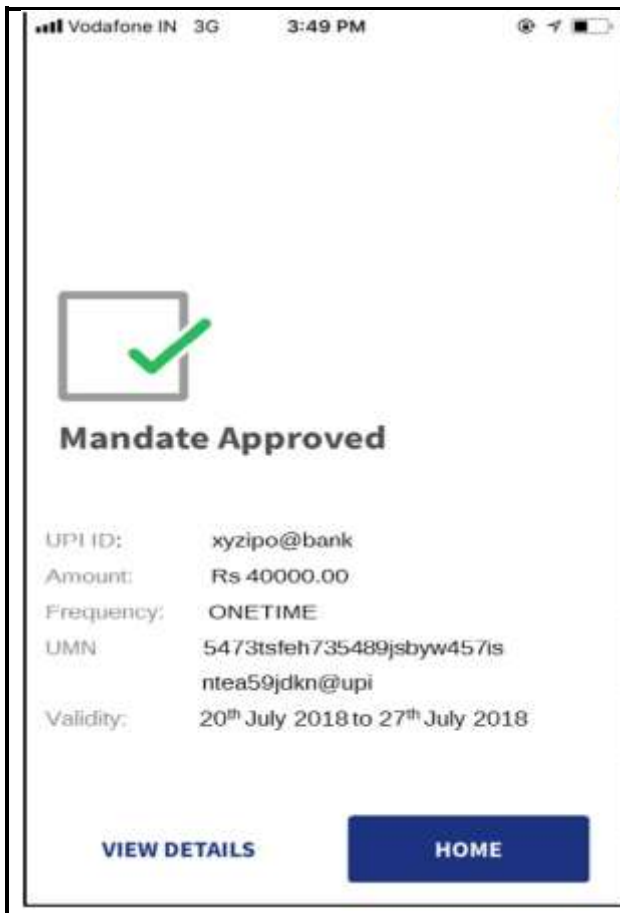 Vodafone IN 3G 3:49 PM
Mandate Approved
UPI ID: xyzipo@bank
Amount: Rs 40000.00
Frequency: ONETIME
UMN 5473tsfeh735489jsbyw457is
ntea59jdkn@upi
Validity: 20th July 2018 to 27th July 2018
VIEW DETAILS HOME